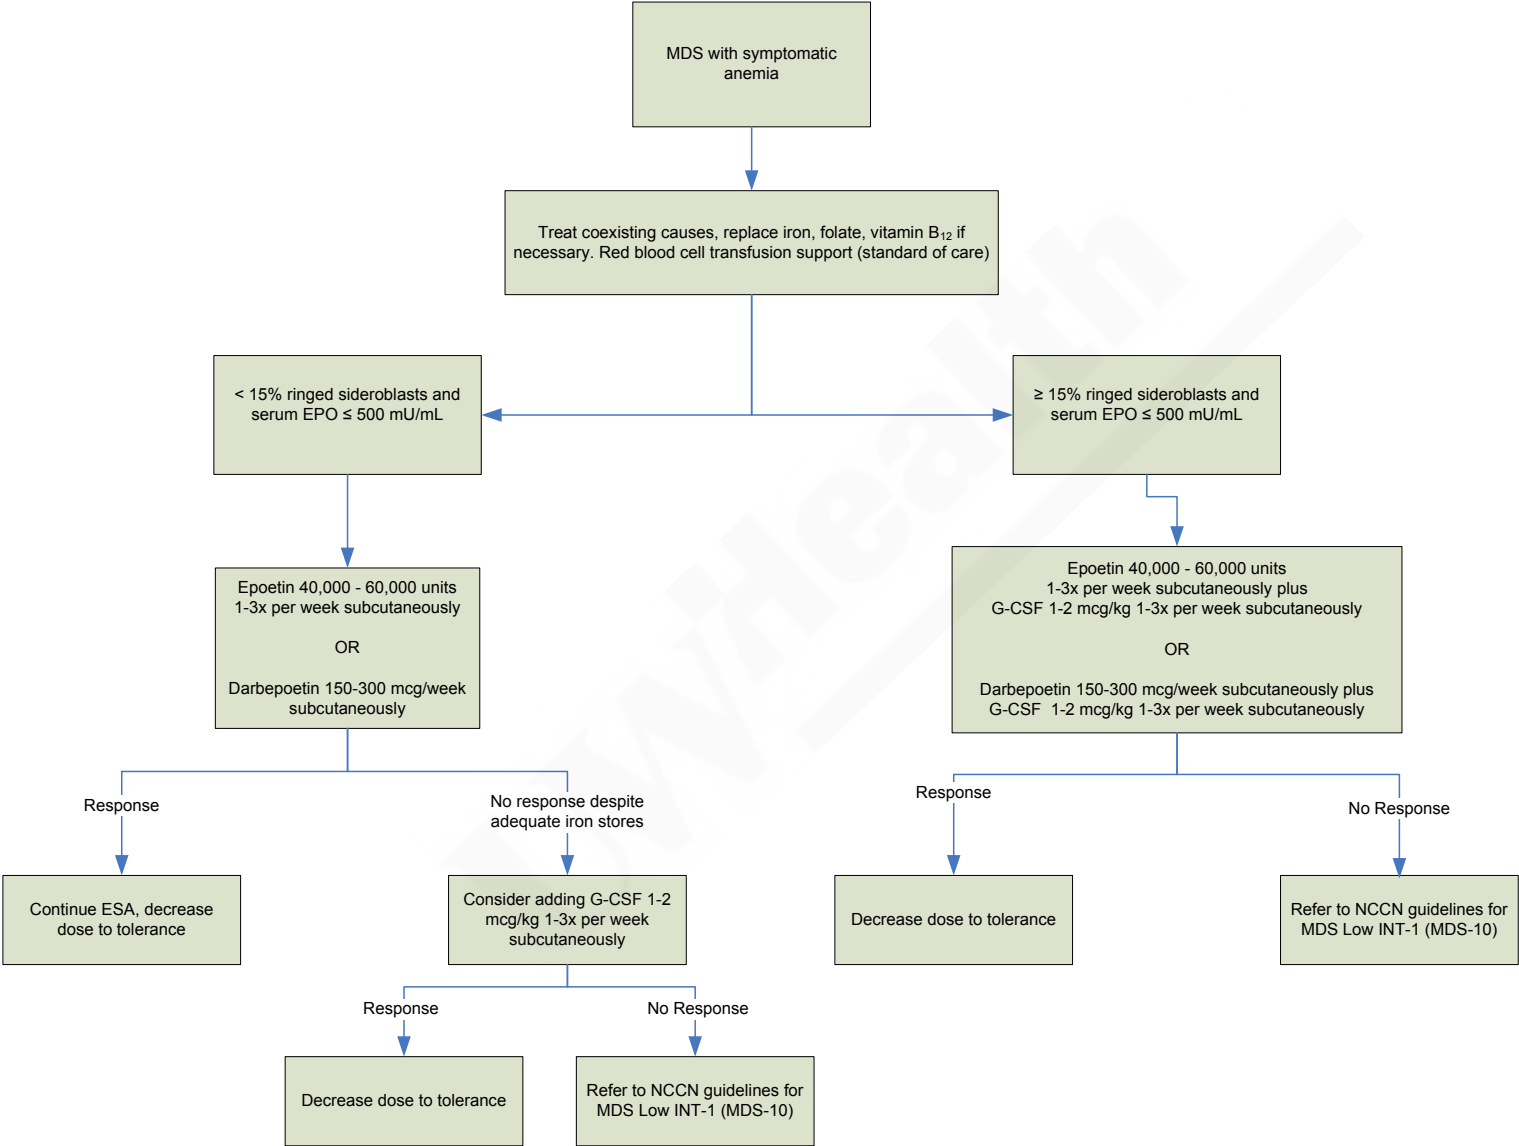 MDS with symptomatic
anemia
Treat coexisting causes, replace iron, folate, vitamin B₁₂ if
necessary. Red blood cell transfusion support (standard of care)
< 15% ringed sideroblasts and
serum EPO ≤ 500 mU/mL
≥ 15% ringed sideroblasts and
serum EPO ≤ 500 mU/mL
Epoetin 40,000 - 60,000 units
1-3x per week subcutaneously
OR
Darbepoetin 150-300 mcg/week
subcutaneously
Epoetin 40,000 - 60,000 units
1-3x per week subcutaneously plus
G-CSF 1-2 mcg/kg 1-3x per week subcutaneously
OR
Darbepoetin 150-300 mcg/week subcutaneously plus
G-CSF 1-2 mcg/kg 1-3x per week subcutaneously
Response
No response despite
adequate iron stores
Response
No Response
Continue ESA, decrease
dose to tolerance
Consider adding G-CSF 1-2
mcg/kg 1-3x per week
subcutaneously
Decrease dose to tolerance
Refer to NCCN guidelines for
MDS Low INT-1 (MDS-10)
Response
No Response
Decrease dose to tolerance
Refer to NCCN guidelines for
MDS Low INT-1 (MDS-10)
UWHealth